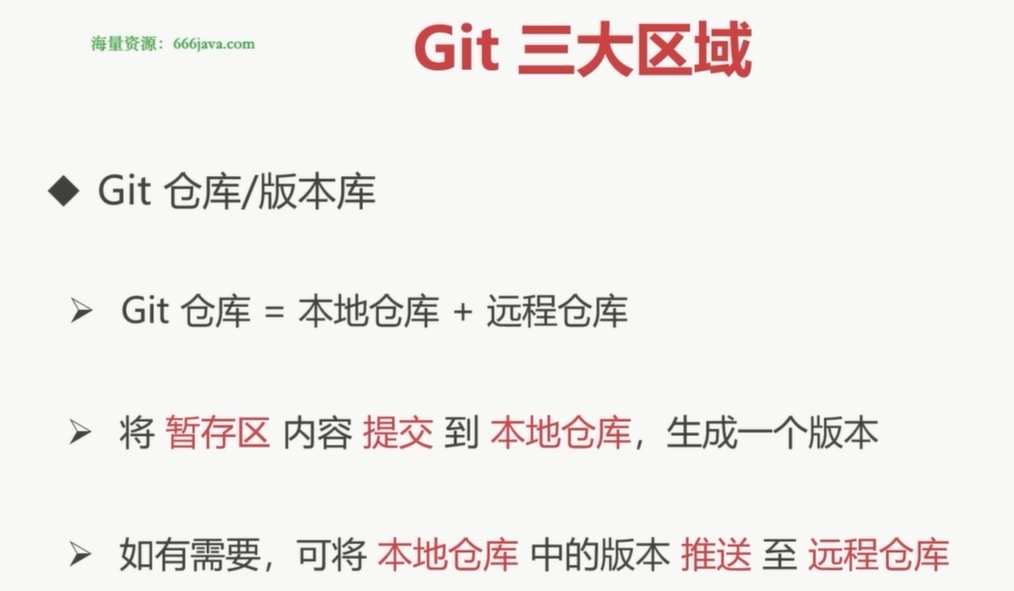 海量资源：666java.com
Git 三大区域
Git 仓库/版本库
Git 仓库 = 本地仓库 + 远程仓库
将 暂存区 内容 提交 到 本地仓库，生成一个版本
如有需要，可将 本地仓库 中的版本 推送 至 远程仓库